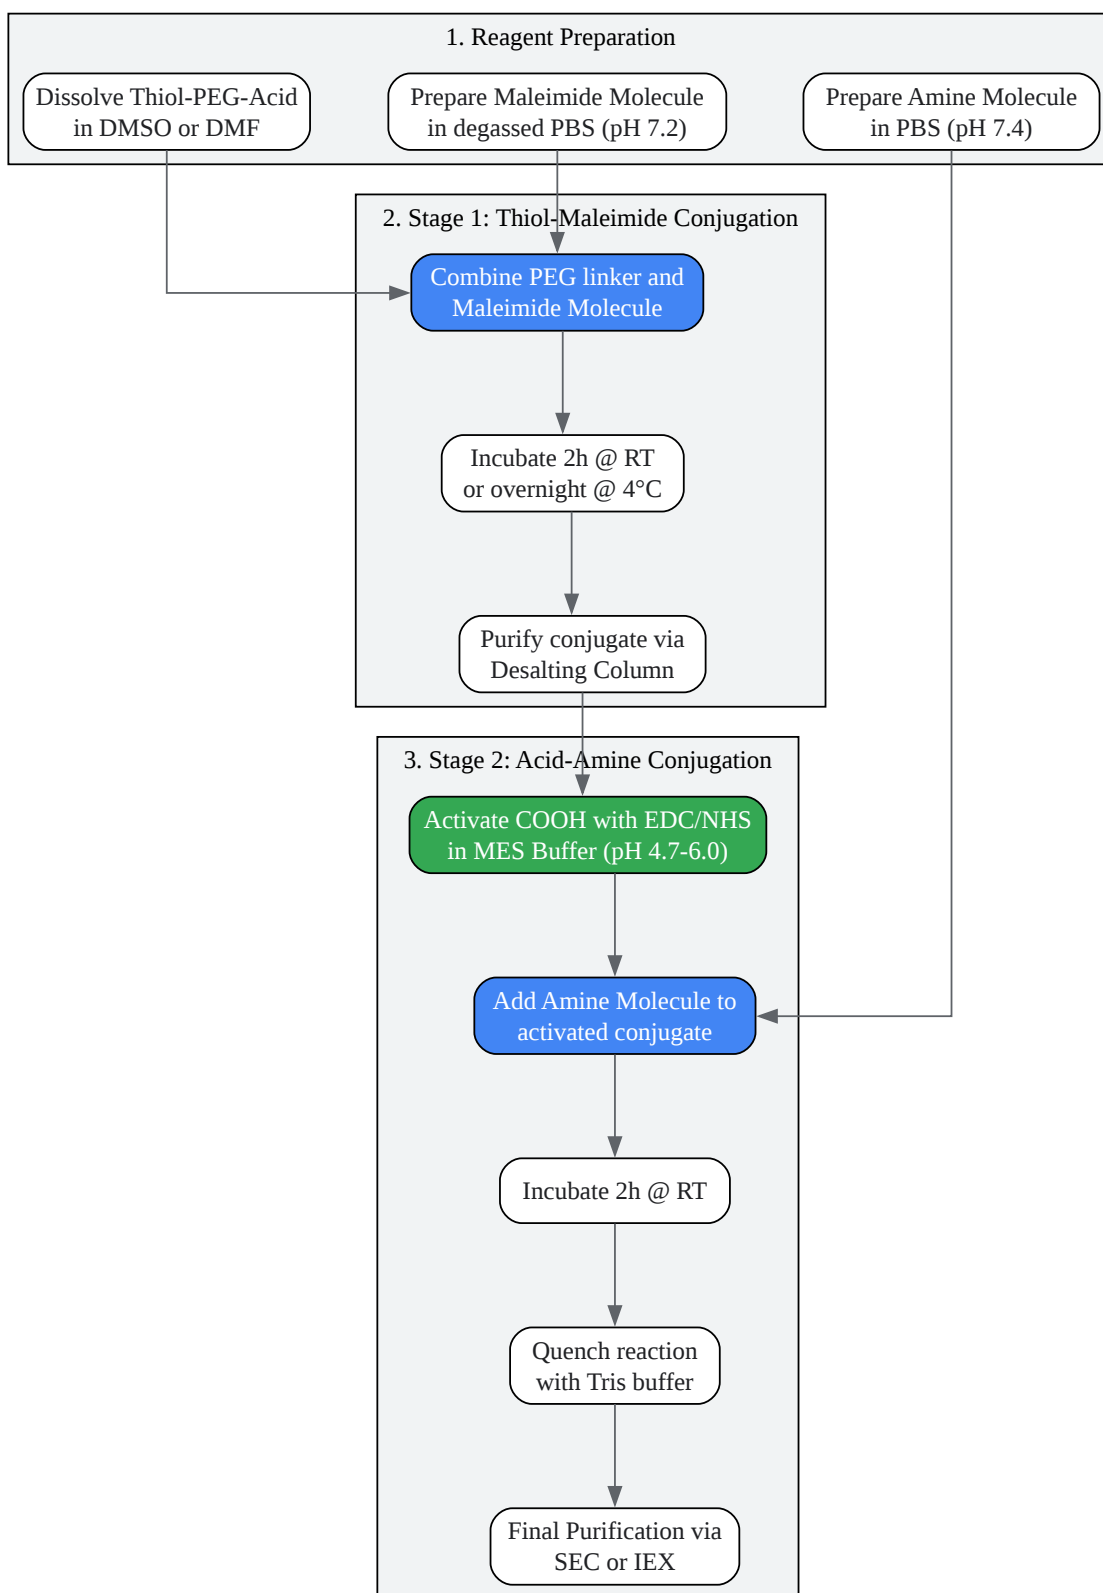 1. Reagent Preparation
Dissolve Thiol-PEG-Acid
in DMSO or DMF
Prepare Maleimide Molecule
in degassed PBS (pH 7.2)
Prepare Amine Molecule
in PBS (pH 7.4)
2. Stage 1: Thiol-Maleimide Conjugation
Combine PEG linker and
Maleimide Molecule
Incubate 2h @ RT
or overnight @ 4°C
Purify conjugate via
Desalting Column
3. Stage 2: Acid-Amine Conjugation
Activate COOH with EDC/NHS
in MES Buffer (pH 4.7-6.0)
Add Amine Molecule to
activated conjugate
Incubate 2h @ RT
Quench reaction
with Tris buffer
Final Purification via
SEC or IEX